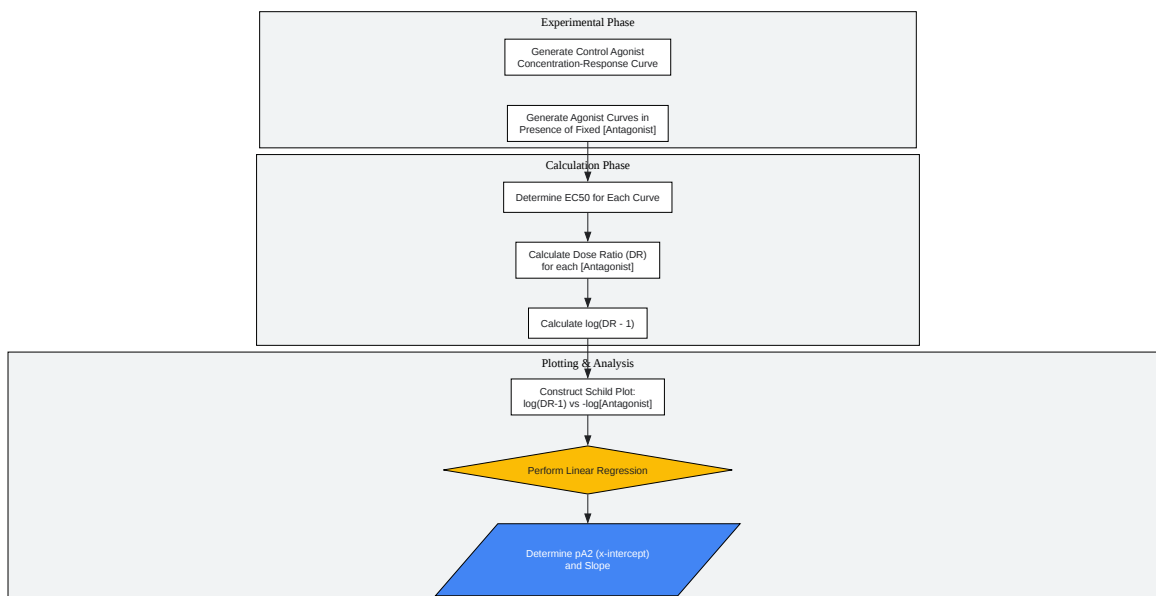 Experimental Phase
Generate Control Agonist
Concentration-Response Curve
Generate Agonist Curves in
Presence of Fixed [Antagonist]
Calculation Phase
Determine EC50 for Each Curve
Calculate Dose Ratio (DR)
for each [Antagonist]
Calculate log(DR - 1)
Plotting & Analysis
Construct Schild Plot:
log(DR-1) vs -log[Antagonist]
Perform Linear Regression
Determine pA2 (x-intercept)
and Slope